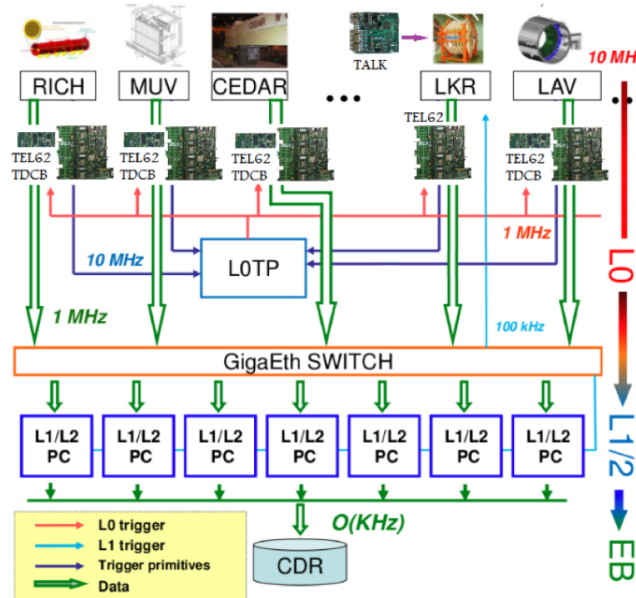 TALK
10 MH
RICH
MUV
CEDAR
...
LKR
LAV
...
TEL62
TDCB
TEL62
TDCB
TEL62
TDCB
TEL62
TEL62
TDCB
1 MHz
10 MHz
L0TP
L0
1 MHz
100 kHz
GigaEth SWITCH
L1/L2
PC
L1/L2
PC
L1/L2
PC
L1/L2
PC
L1/L2
PC
L1/L2
PC
L1/L2
PC
L1/2
O(KHz)
CDR
EB
L0 trigger
L1 trigger
Trigger primitives
Data